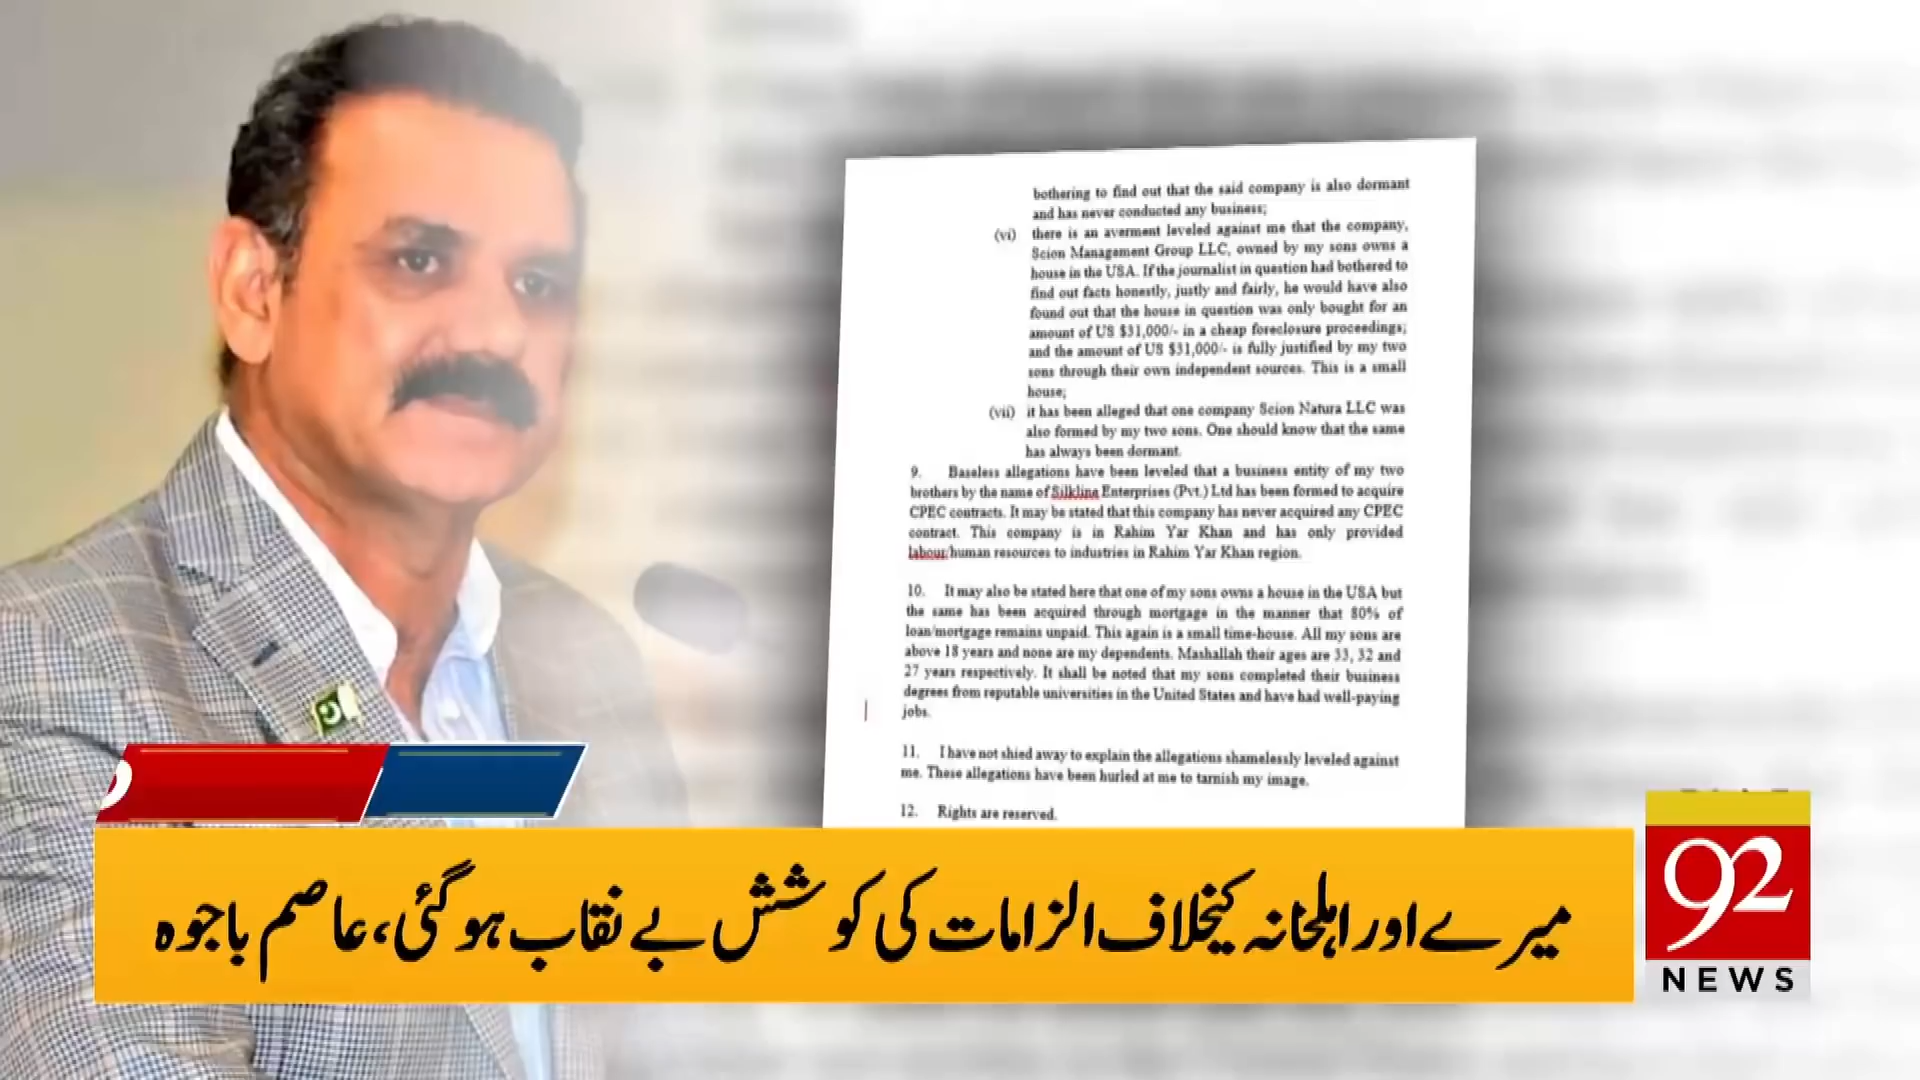 bothering to find out that the said company is also dormant
and has never conducted any business;
(vi) there is an averment leveled against me that the company,
Scion Management Group LLC, owned by my sons owns a
house in the USA. If the journalist in question had bothered to
find out facts honestly, justly and fairly, he would have also
found out that the house in question was only bought for an
amount of US $31,000/- in a cheap foreclosure proceedings;
and the amount of US $31,000/- is fully justified by my two
sons through their own independent sources. This is a small
house;
(vii) it has been alleged that one company Scion Natura LLC was
also formed by my two sons. One should know that the same
has always been dormant.
9. Baseless allegations have been leveled that a business entity of my two
brothers by the name of Silkline Enterprises (Pvt.) Ltd has been formed to acquire
CPEC contracts. It may be stated that this company has never acquired any CPEC
contract. This company is in Rahim Yar Khan and has only provided
labour/human resources to industries in Rahim Yar Khan region.
10. It may also be stated here that one of my sons owns a house in the USA but
the same has been acquired through mortgage in the manner that 80% of
loan/mortgage remains unpaid. This again is a small time-house. All my sons are
above 18 years and none are my dependents. Mashallah their ages are 33, 32 and
27 years respectively. It shall be noted that my sons completed their business
degrees from reputable universities in the United States and have had well-paying
jobs.
11. I have not shied away to explain the allegations shamelessly leveled against
me. These allegations have been hurled at me to tarnish my image.
12. Rights are reserved.
میرے اور اہلخانہ کیخلاف الزامات کی کوشش بے نقاب ہوگئی، عاصم باجوہ
92
NEWS